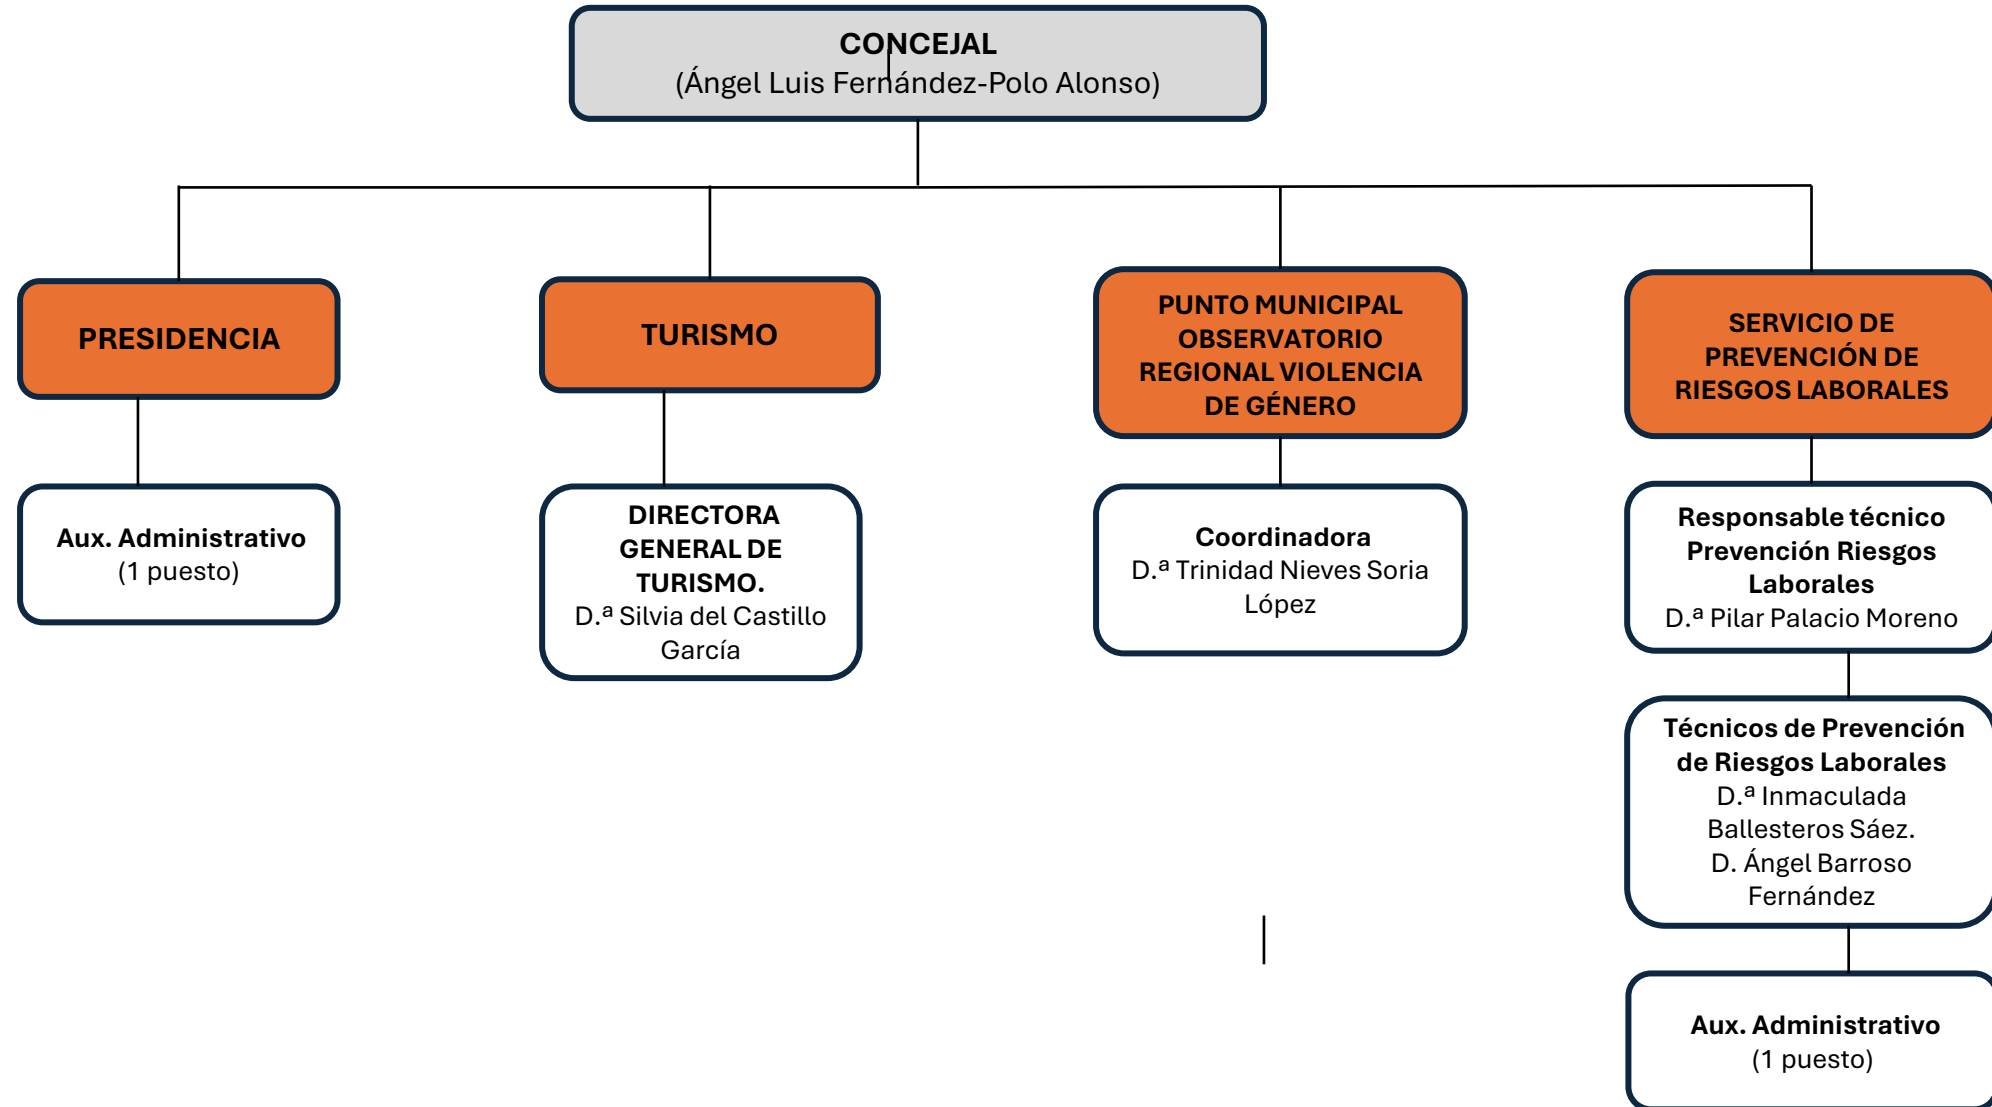 CONCEJAL
(Ángel Luis Fernández-Polo Alonso)
PRESIDENCIA
Aux. Administrativo
(1 puesto)
TURISMO
DIRECTORA
GENERAL DE
TURISMO.
D.ª Silvia del Castillo
García
PUNTO MUNICIPAL
OBSERVATORIO
REGIONAL VIOLENCIA
DE GÉNERO
Coordinadora
D.ª Trinidad Nieves Soria
López
SERVICIO DE
PREVENCIÓN DE
RIESGOS LABORALES
Responsable técnico
Prevención Riesgos
Laborales
D.ª Pilar Palacio Moreno
Técnicos de Prevención
de Riesgos Laborales
D.ª Inmaculada
Ballesteros Sáez.
D. Ángel Barroso
Fernández
Aux. Administrativo
(1 puesto)